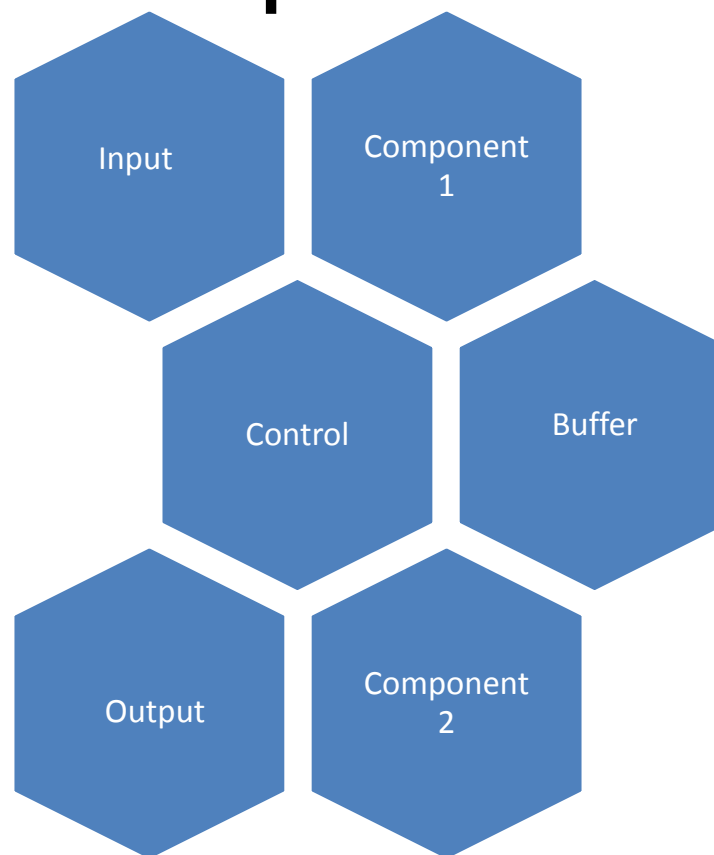 Input
Component
1
Control
Buffer
Output
Component
2